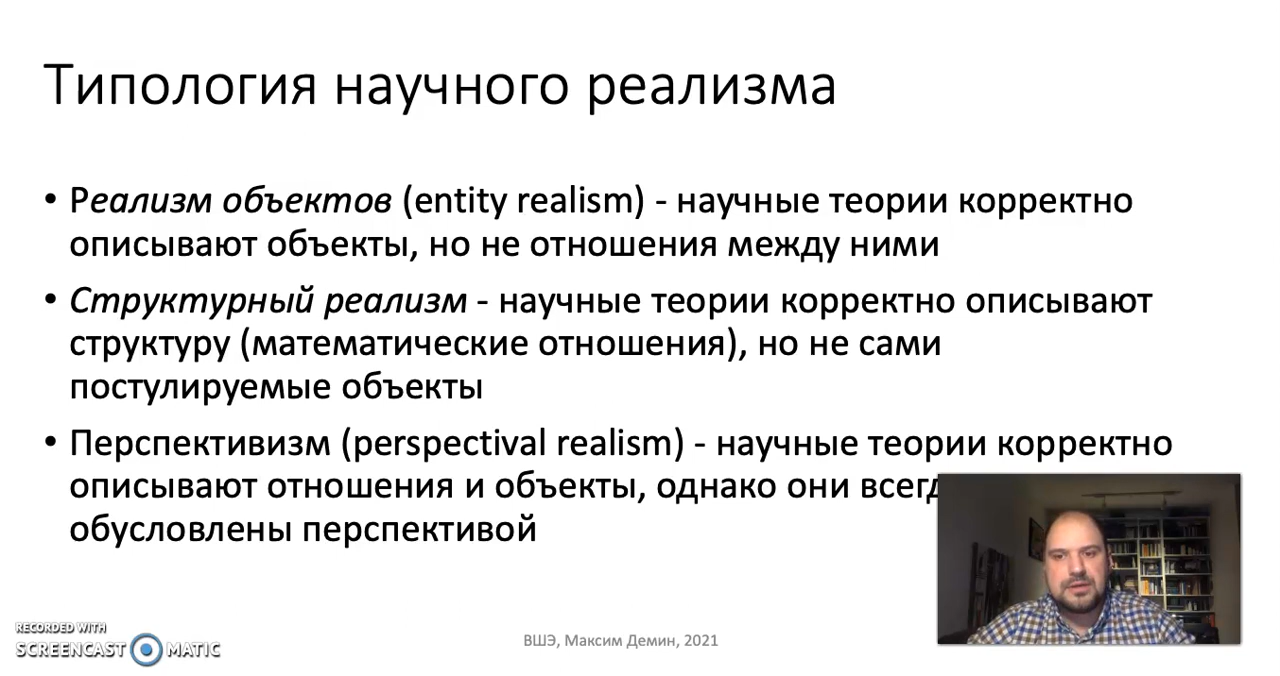 Типология научного реализма
• Реализм объектов (entity realism) - научные теории корректно
описывают объекты, но не отношения между ними
• Структурный реализм - научные теории корректно описывают
структуру (математические отношения), но не сами
постулируемые объекты
• Перспективизм (perspectival realism) - научные теории корректно
описывают отношения и объекты, однако они
обусловлены перспективой
RECORDED WITH
SCREENCAST MATIC
ВШЭ, Максим Демин, 2021